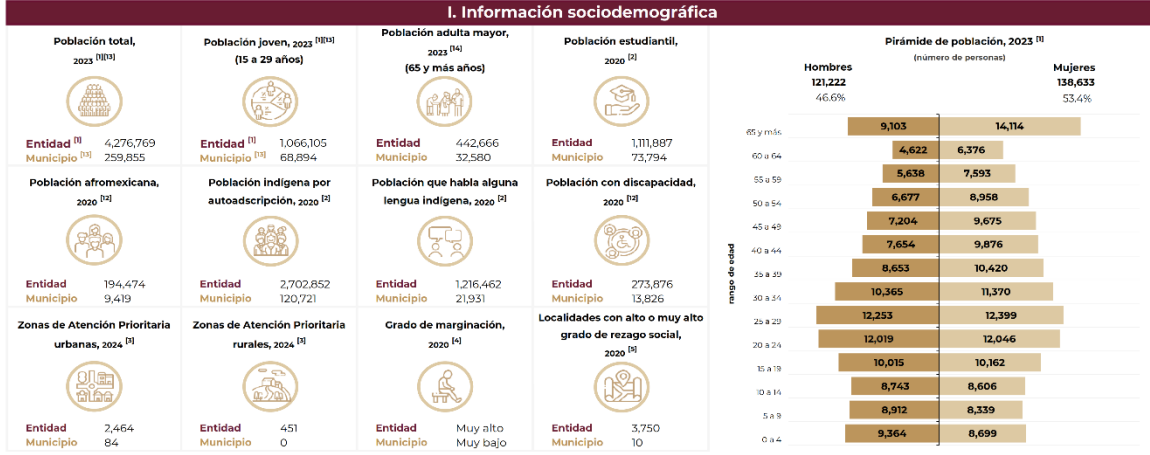 I. Información sociodemográfica
Población total,
2023 [1][13]
Entidad [1] 4,276,769
Municipio [13] 259,855
Población joven, 2023 [1][13]
(15 a 29 años)
Entidad [1] 1,066,105
Municipio [13] 68,894
Población adulta mayor,
2023 [14]
(65 y más años)
Entidad 442,666
Municipio 32,580
Población estudiantil,
2020 [2]
Entidad 1,111,887
Municipio 73,794
Población afromexicana,
2020 [12]
Entidad 194,474
Municipio 9,419
Población indígena por
autoadscripción, 2020 [2]
Entidad 2,702,852
Municipio 120,721
Población que habla alguna
lengua indígena, 2020 [2]
Entidad 1,216,462
Municipio 21,931
Población con discapacidad,
2020 [12]
Entidad 273,876
Municipio 13,826
Zonas de Atención Prioritaria
urbanas, 2024 [3]
Entidad 2,464
Municipio 84
Zonas de Atención Prioritaria
rurales, 2024 [3]
Entidad 451
Municipio 0
Grado de marginación,
2020 [4]
Entidad Muy alto
Municipio Muy bajo
Localidades con alto o muy alto
grado de rezago social,
2020 [5]
Entidad 3,750
Municipio 10
Pirámide de población, 2023 [1]
(número de personas)
Hombres Mujeres
121,222 138,633
46.6% 53.4%
rango de edad
65 y más 9,103 14,114
60 a 64 4,622 6,376
55 a 59 5,638 7,593
50 a 54 6,677 8,958
45 a 49 7,204 9,675
40 a 44 7,654 9,876
35 a 39 8,653 10,420
30 a 34 10,365 11,370
25 a 29 12,253 12,399
20 a 24 12,019 12,046
15 a 19 10,015 10,162
10 a 14 8,743 8,606
5 a 9 8,912 8,339
0 a 4 9,364 8,699